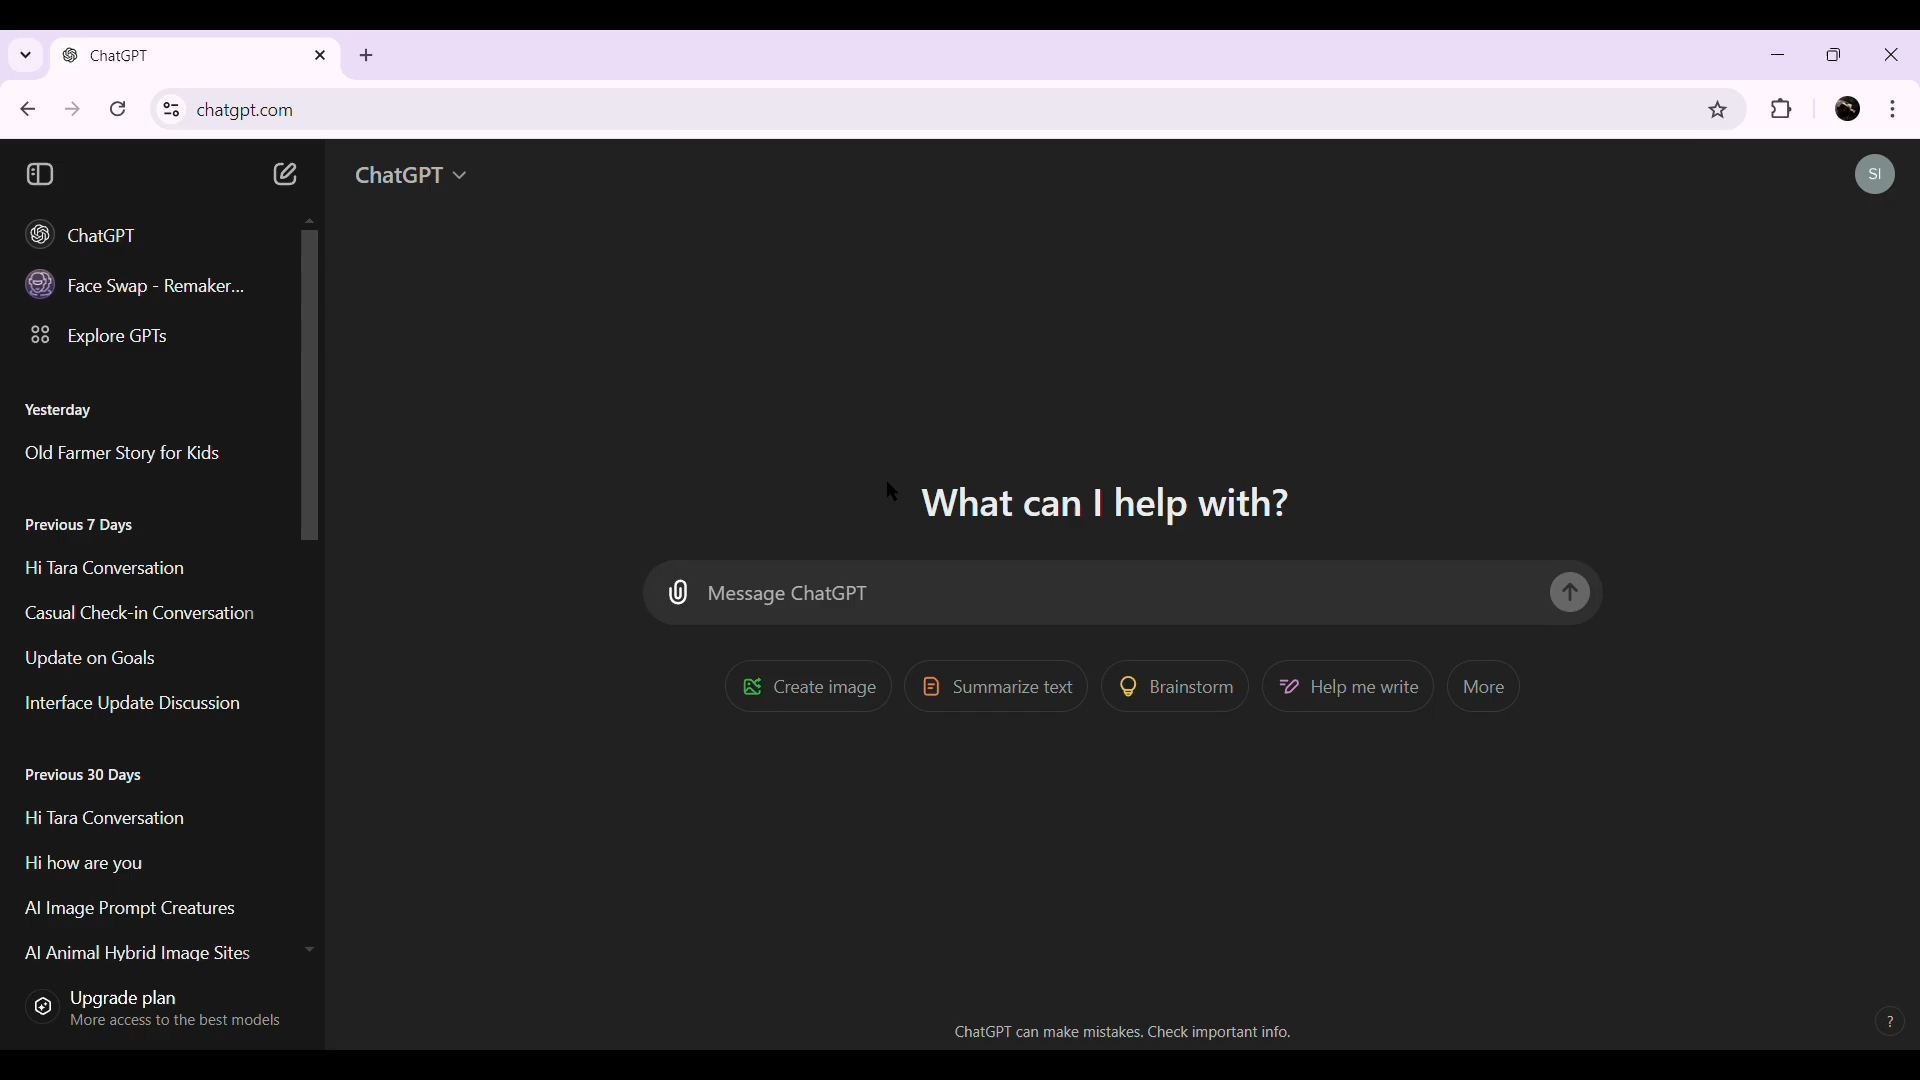 ChatGPT
chatgpt.com
ChatGPT
SI
ChatGPT
Face Swap - Remaker...
Explore GPTs
Yesterday
Old Farmer Story for Kids
Previous 7 Days
Hi Tara Conversation
Casual Check-in Conversation
Update on Goals
Interface Update Discussion
Previous 30 Days
Hi Tara Conversation
Hi how are you
AI Image Prompt Creatures
AI Animal Hybrid Image Sites
Upgrade plan
More access to the best models
What can I help with?
Message ChatGPT
Create image
Summarize text
Brainstorm
Help me write
More
ChatGPT can make mistakes. Check important info.
?